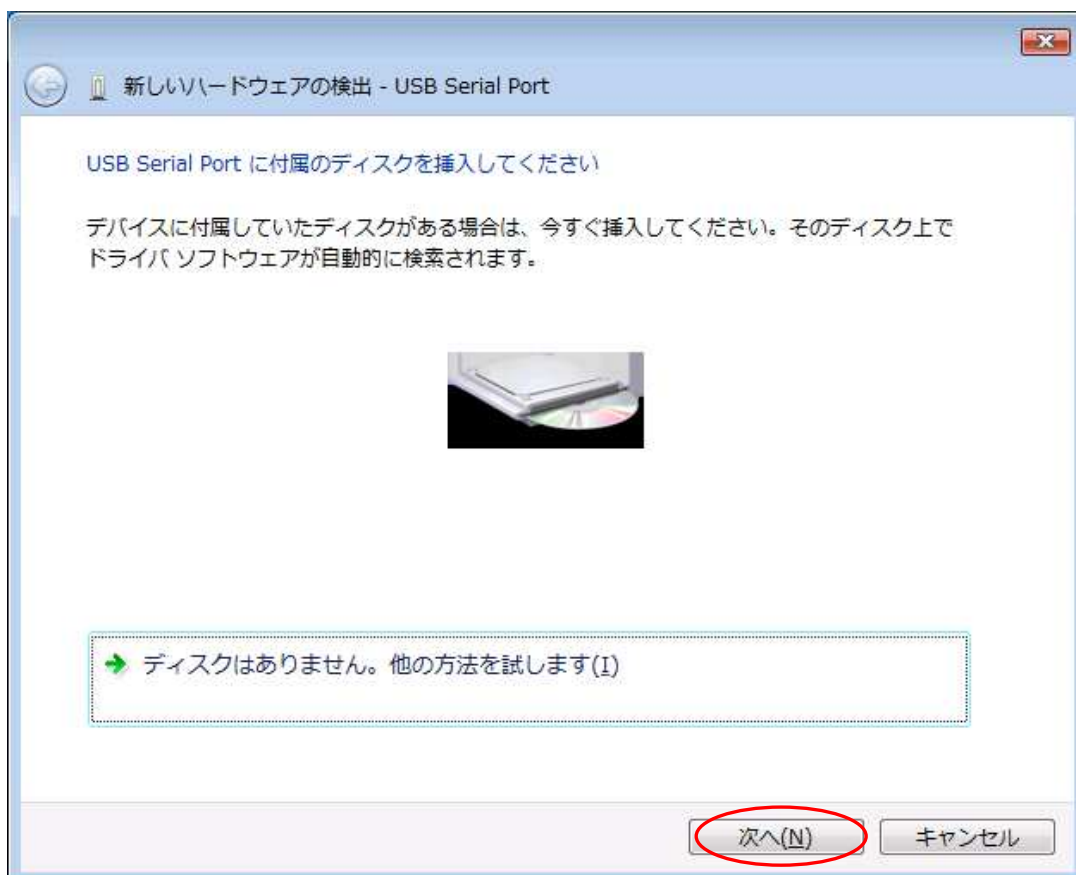 新しいハードウェアの検出 - USB Serial Port
USB Serial Port に付属のディスクを挿入してください
デバイスに付属していたディスクがある場合は、今すぐ挿入してください。そのディスク上で
ドライバ ソフトウェアが自動的に検索されます。
ディスクはありません。他の方法を試します(I)
次へ(N)
キャンセル